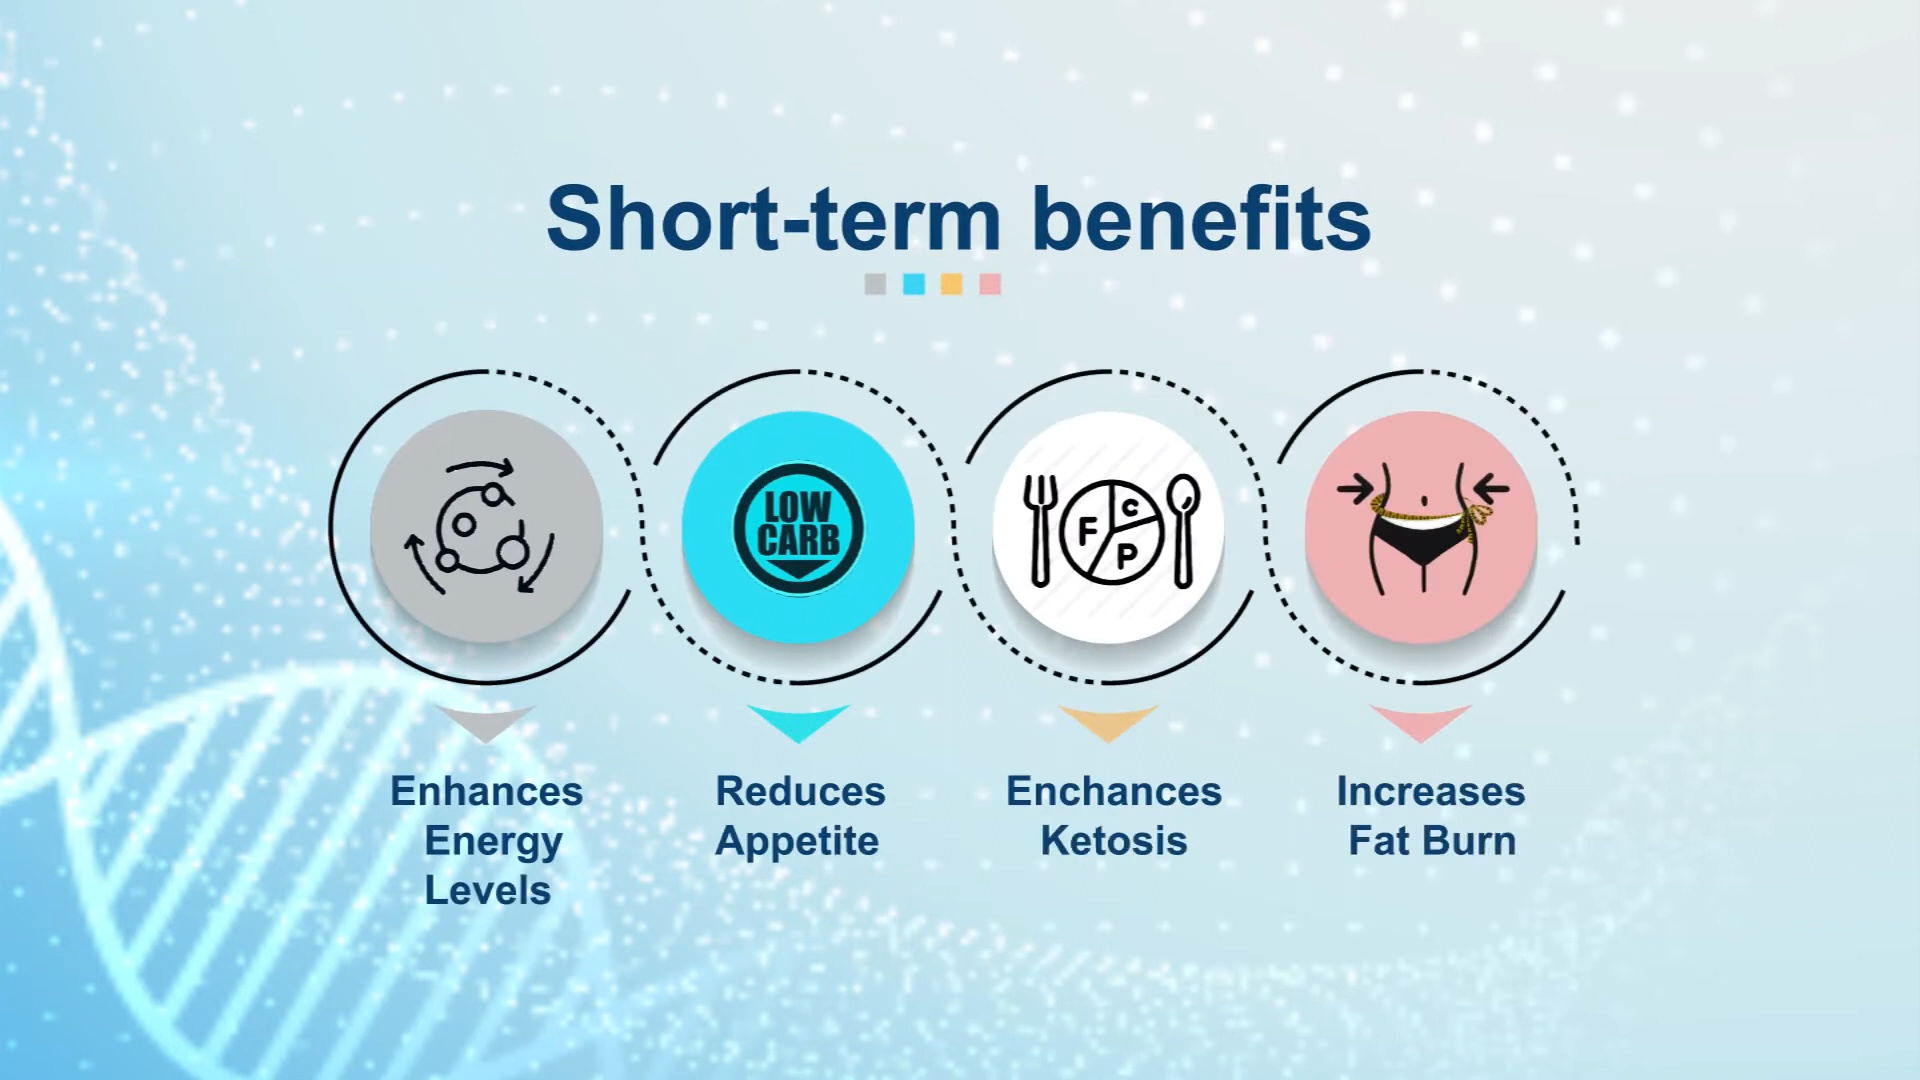 Short-term benefits
LOW
CARB
F
C
P
Enhances
Energy
Levels
Reduces
Appetite
Enchances
Ketosis
Increases
Fat Burn